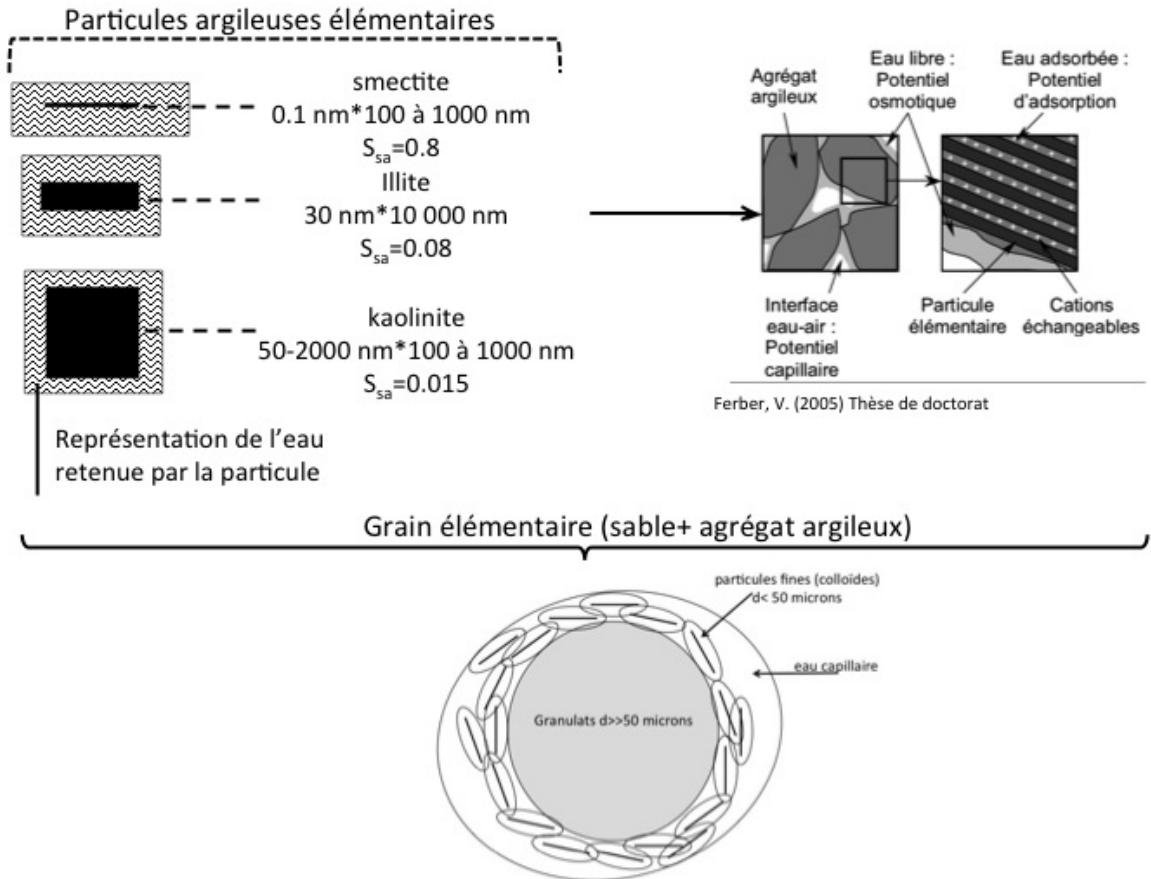 Particules argileuses élémentaires
smectite
0.1 nm*100 à 1000 nm
Ssa=0.8
Illite
30 nm*10 000 nm
Ssa=0.08
kaolinite
50-2000 nm*100 à 1000 nm
Ssa=0.015
Représentation de l'eau
retenue par la particule
Agrégat
argileux
Eau libre :
Potentiel
osmotique
Eau adsorbée :
Potentiel
d'adsorption
Interface
eau-air :
Potentiel
capillaire
Particule
élémentaire
Cations
échangeables
Ferber, V. (2005) Thèse de doctorat
Grain élémentaire (sable+ agrégat argileux)
particules fines (colloïdes)
d< 50 microns
eau capillaire
Granulats d>>50 microns